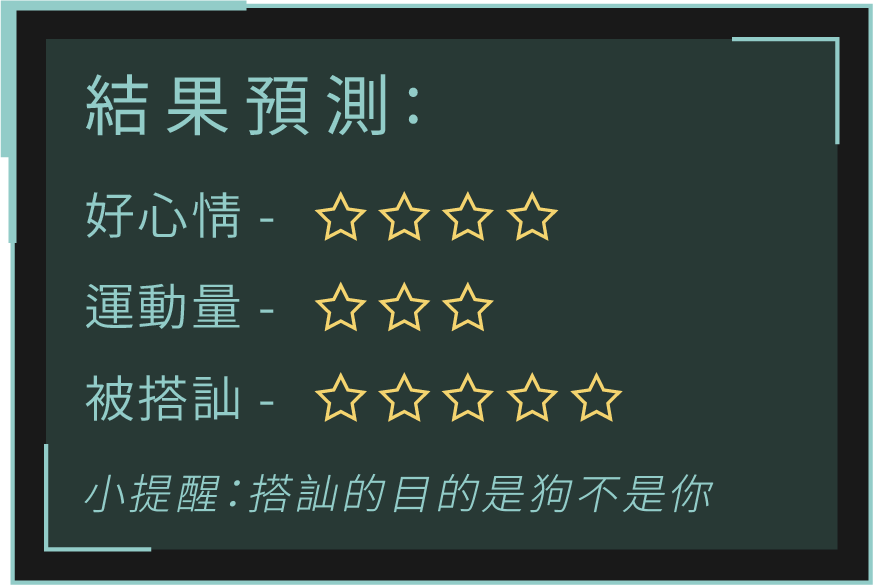 結果預測：
好心情 - ☆☆☆☆
運動量 - ☆☆☆
被搭訕 - ☆☆☆☆☆
小提醒：搭訕的目的是狗不是你